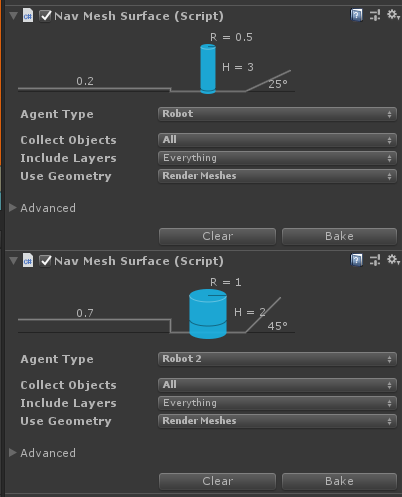 Nav Mesh Surface (Script)
R = 0.5
H = 3
0.2
25°
Agent Type Robot
Collect Objects All
Include Layers Everything
Use Geometry Render Meshes
Advanced
Clear Bake
Nav Mesh Surface (Script)
R = 1
0.7 H = 2
45°
Agent Type Robot 2
Collect Objects All
Include Layers Everything
Use Geometry Render Meshes
Advanced
Clear Bake